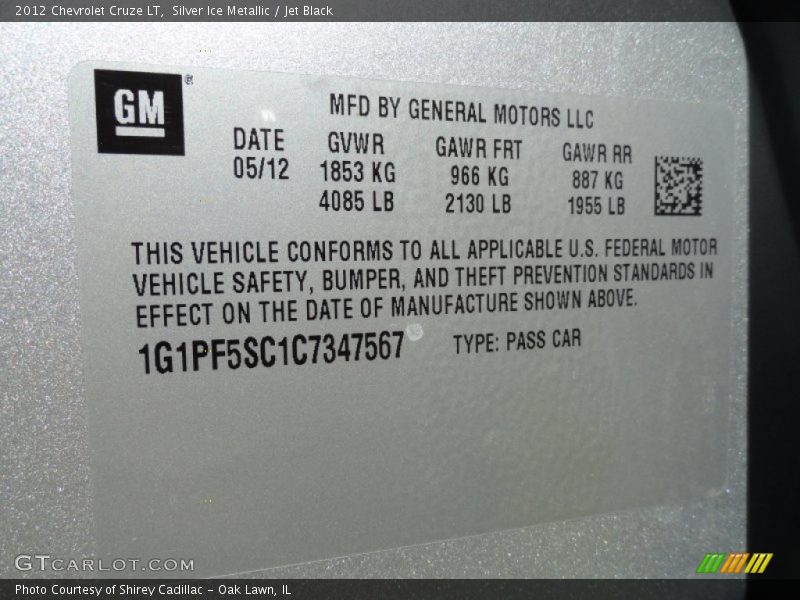 2012 Chevrolet Cruze LT, Silver Ice Metallic / Jet Black
GM®
MFD BY GENERAL MOTORS LLC
DATE GVWR GAWR FRT GAWR RR
05/12 1853 KG 966 KG 887 KG
4085 LB 2130 LB 1955 LB
THIS VEHICLE CONFORMS TO ALL APPLICABLE U.S. FEDERAL MOTOR
VEHICLE SAFETY, BUMPER, AND THEFT PREVENTION STANDARDS IN
EFFECT ON THE DATE OF MANUFACTURE SHOWN ABOVE.
1G1PF5SC1C7347567 TYPE: PASS CAR
GTCARLOT.COM
Photo Courtesy of Shirey Cadillac - Oak Lawn, IL